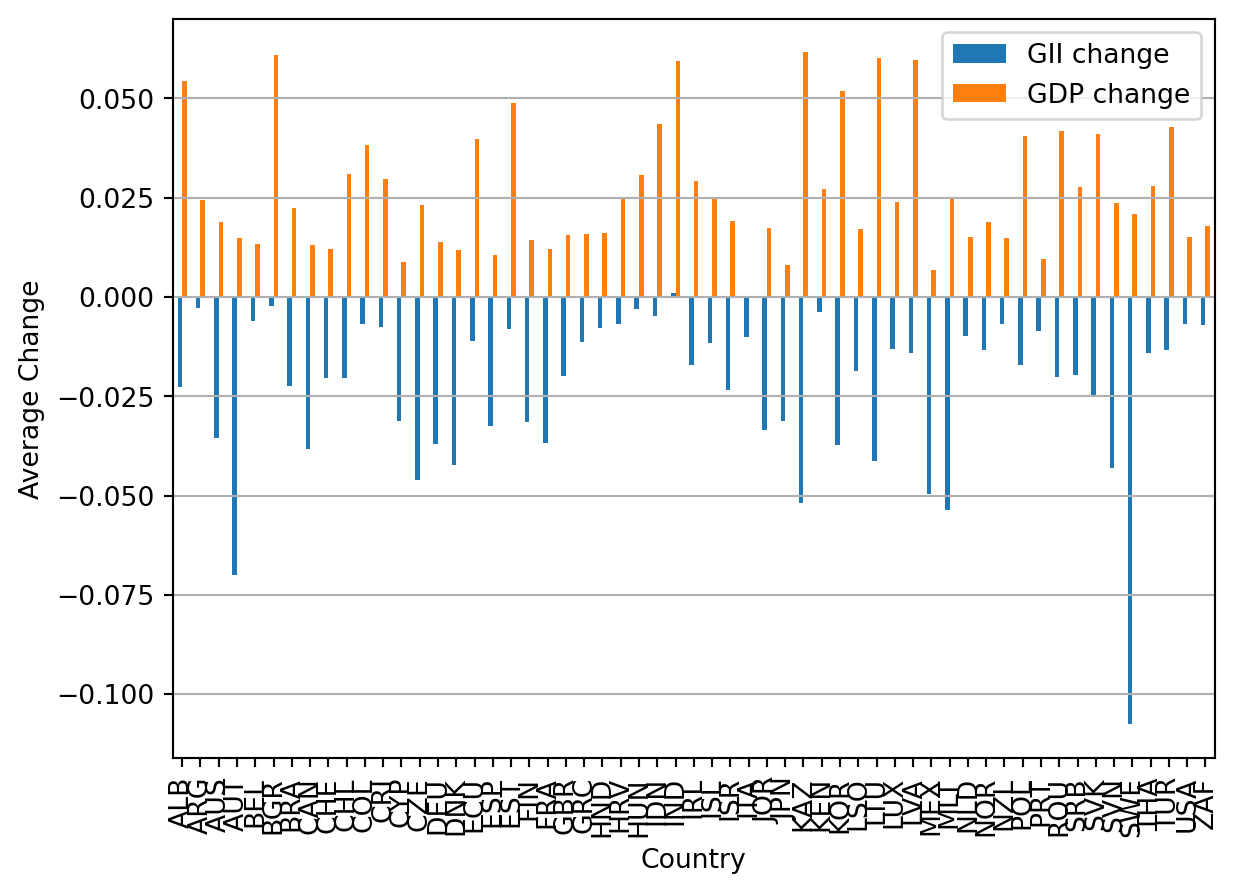 GII change
GDP change
0.050
0.025
0.000
−0.025
−0.050
−0.075
−0.100
Average Change
ALB
ARG
AUS
AUT
BEL
BGR
BRA
CAN
CHE
CHL
COL
CRI
CYP
CZE
DEU
DNK
ECU
ESP
EST
FIN
FRA
GBR
GRC
HND
HRV
HUN
IDN
IND
IRL
ISL
ISR
ITA
JOR
JPN
KAZ
KEN
KOR
LSO
LTU
LUX
LVA
MEX
MLT
NLD
NOR
NZL
POL
PRT
ROU
SRB
SVK
SVN
SWE
THA
TUR
USA
ZAF
Country